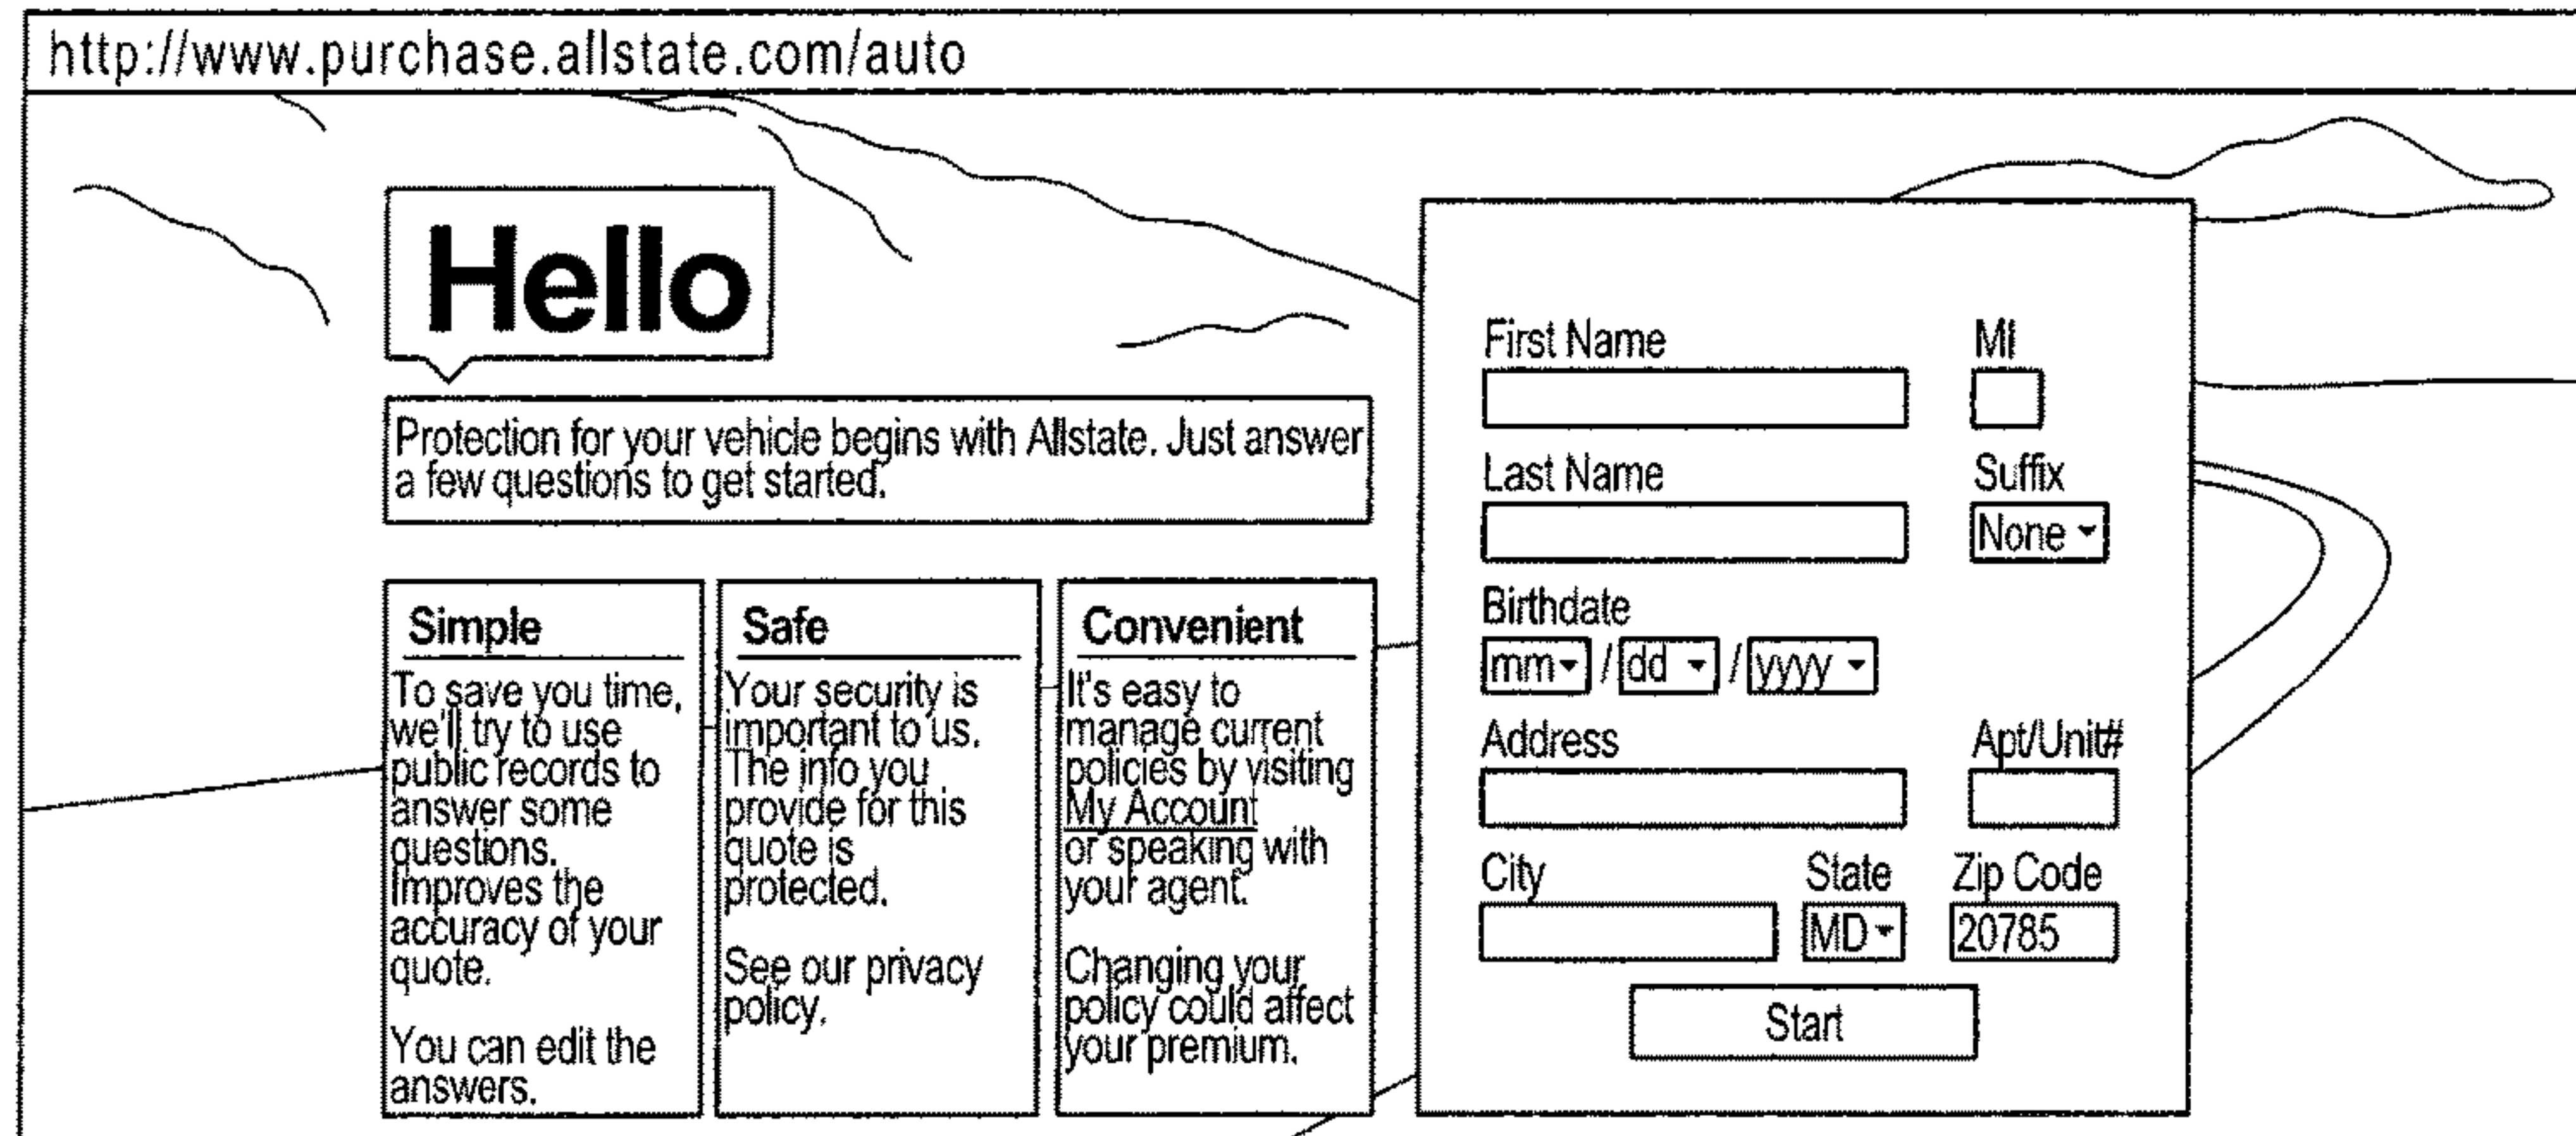 http://www.purchase.allstate.com/auto
Hello
Protection for your vehicle begins with Allstate. Just answer
a few questions to get started.
Simple
To save you time,
we'll try to use
public records to
answer some
questions.
Improves the
accuracy of your
quote.
You can edit the
answers.
Safe
Your security is
important to us.
The info you
provide for this
quote is
protected.
See our privacy
policy.
Convenient
It's easy to
manage current
policies by visiting
My Account
or speaking with
your agent.
Changing your
policy could affect
your premium.
First Name MI
Last Name Suffix
None
Birthdate
mm / dd / yyyy
Address Apt/Unit#
City State Zip Code
MD 20785
Start